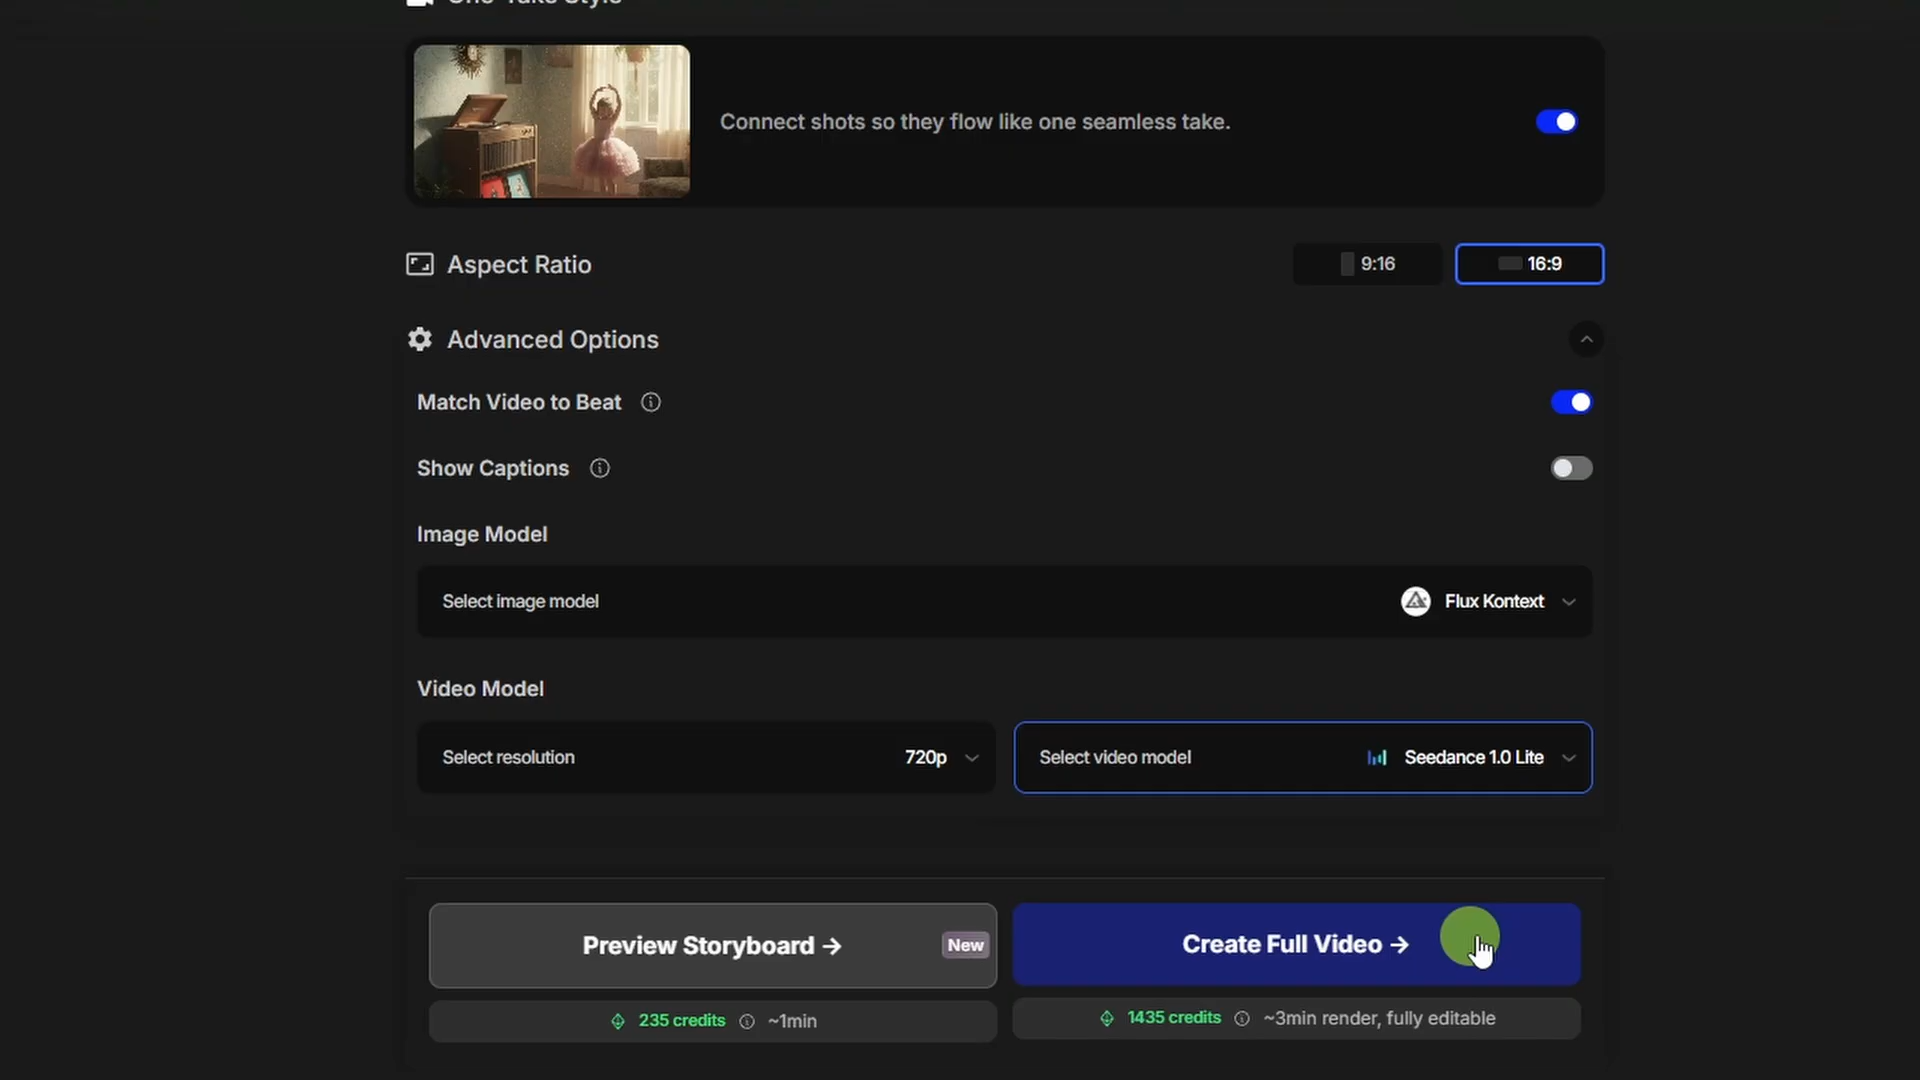 One-Take Style
Connect shots so they flow like one seamless take.
Aspect Ratio
9:16
16:9
Advanced Options
Match Video to Beat
Show Captions
Image Model
Select image model
Flux Kontext
Video Model
Select resolution
720p
Select video model
Seedance 1.0 Lite
Preview Storyboard →
New
Create Full Video →
235 credits
~1min
1435 credits
~3min render, fully editable